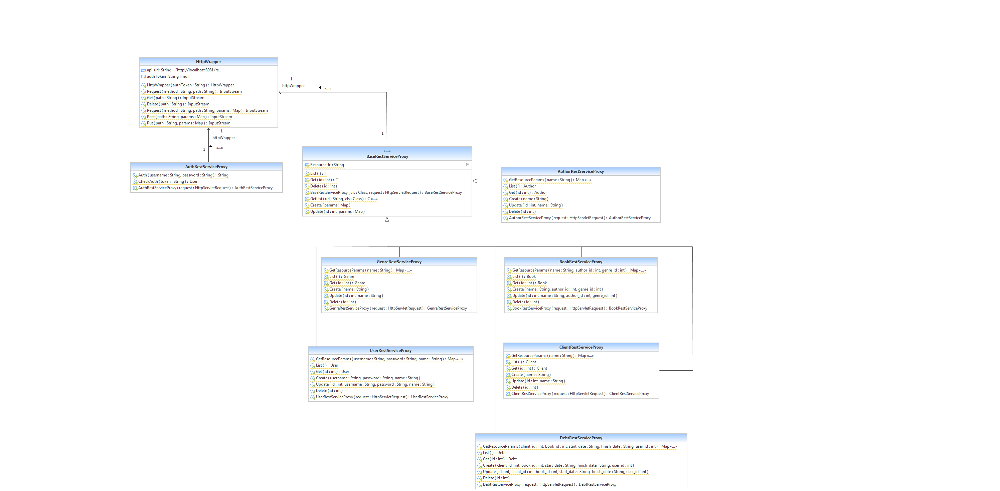 HttpWrapper
api_url : String = "http://localhost:8081/re...
authToken : String = null
HttpWrapper ( authToken : String ) : HttpWrapper
Request ( method : String, path : String ) : InputStream
Get ( path : String ) : InputStream
Delete ( path : String ) : InputStream
Request ( method : String, path : String, params : Map ) : InputStream
Post ( path : String, params : Map ) : InputStream
Put ( path : String, params : Map ) : InputStream
1
httpWrapper
«...»
1
1
httpWrapper
«...»
1
AuthRestServiceProxy
Auth ( username : String, password : String ) : String
CheckAuth ( token : String ) : User
AuthRestServiceProxy ( request : HttpServletRequest ) : AuthRestServiceProxy
«...»
BaseRestServiceProxy
ResourceUri : String
List ( ) : T
Get ( id : int ) : T
Delete ( id : int )
BaseRestServiceProxy ( cls : Class, request : HttpServletRequest ) : BaseRestServiceProxy
GetList ( url : String, cls : Class ) : C «...»
Create ( params : Map )
Update ( id : int, params : Map )
AuthorRestServiceProxy
GetResourceParams ( name : String ) : Map «...»
List ( ) : Author
Get ( id : int ) : Author
Create ( name : String )
Update ( id : int, name : String )
Delete ( id : int )
AuthorRestServiceProxy ( request : HttpServletRequest ) : AuthorRestServiceProxy
GenreRestServiceProxy
GetResourceParams ( name : String ) : Map «...»
List ( ) : Genre
Get ( id : int ) : Genre
Create ( name : String )
Update ( id : int, name : String )
Delete ( id : int )
GenreRestServiceProxy ( request : HttpServletRequest ) : GenreRestServiceProxy
BookRestServiceProxy
GetResourceParams ( name : String, author_id : int, genre_id : int ) : Map «...»
List ( ) : Book
Get ( id : int ) : Book
Create ( name : String, author_id : int, genre_id : int )
Update ( id : int, name : String, author_id : int, genre_id : int )
Delete ( id : int )
BookRestServiceProxy ( request : HttpServletRequest ) : BookRestServiceProxy
UserRestServiceProxy
GetResourceParams ( username : String, password : String, name : String ) : Map «...»
List ( ) : User
Get ( id : int ) : User
Create ( username : String, password : String, name : String )
Update ( id : int, username : String, password : String, name : String )
Delete ( id : int )
UserRestServiceProxy ( request : HttpServletRequest ) : UserRestServiceProxy
ClientRestServiceProxy
GetResourceParams ( name : String ) : Map «...»
List ( ) : Client
Get ( id : int ) : Client
Create ( name : String )
Update ( id : int, name : String )
Delete ( id : int )
ClientRestServiceProxy ( request : HttpServletRequest ) : ClientRestServiceProxy
DebtRestServiceProxy
GetResourceParams ( client_id : int, book_id : int, start_date : String, finish_date : String, user_id : int ) : Map «...»
List ( ) : Debt
Get ( id : int ) : Debt
Create ( client_id : int, book_id : int, start_date : String, finish_date : String, user_id : int )
Update ( id : int, client_id : int, book_id : int, start_date : String, finish_date : String, user_id : int )
Delete ( id : int )
DebtRestServiceProxy ( request : HttpServletRequest ) : DebtRestServiceProxy